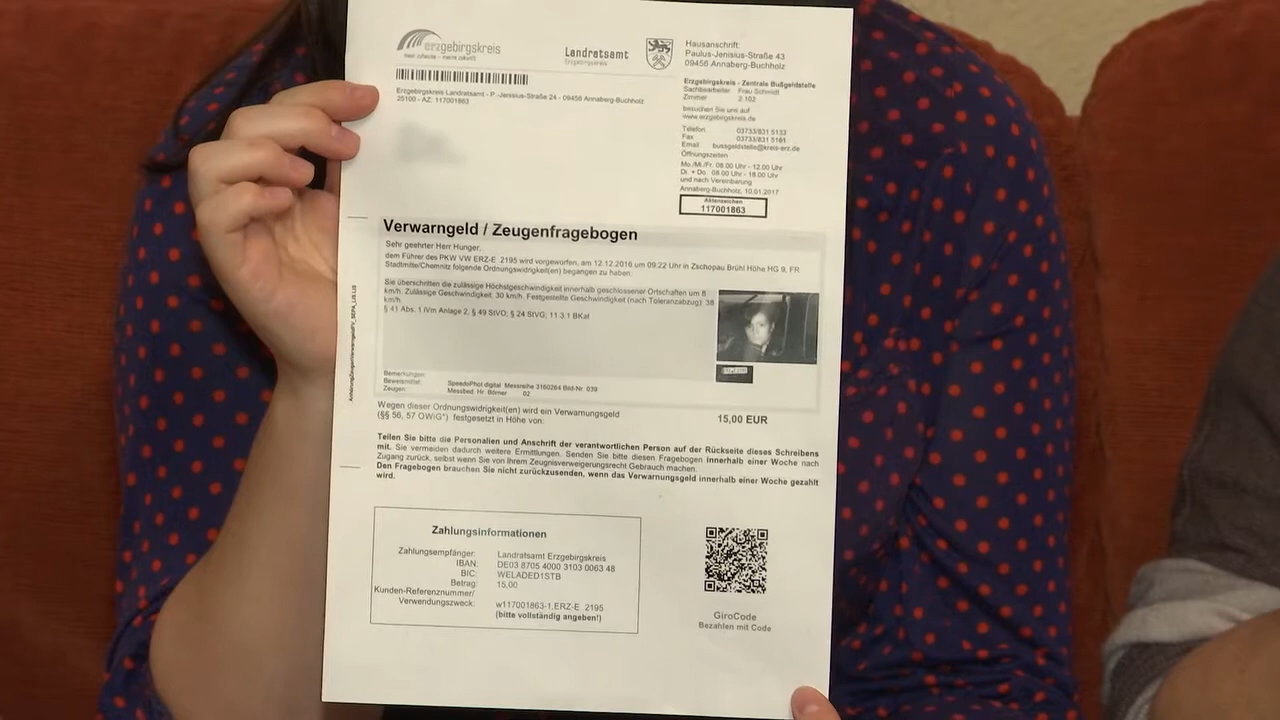 erzgebirgskreis
Landratsamt
Erzgebirgskreis
Hausanschrift:
Paulus-Jenisius-Straße 43
09456 Annaberg-Buchholz
Erzgebirgskreis Landratsamt - P.-Jenisius-Straße 24 - 09456 Annaberg-Buchholz
25100 - AZ: 117001863
Erzgebirgskreis - Zentrale Bußgeldstelle
Sachbearbeiter Frau Schmidt
Zimmer 2.102
besuchen Sie uns auf
www.erzgebirgskreis.de
Telefon 03733/831 5133
Fax 03733/831 5161
Email bussgeldstelle@kreis-erz.de
Öffnungszeiten
Mo./Mi./Fr. 08.00 Uhr - 12.00 Uhr
Di. + Do. 08.00 Uhr - 18.00 Uhr
und nach Vereinbarung
Annaberg-Buchholz, 10.01.2017
Aktenzeichen
117001863
Verwarngeld / Zeugenfragebogen
Sehr geehrter Herr Hunger,
dem Führer des PKW VW ERZ-E 2195 wird vorgeworfen, am 12.12.2016 um 09:22 Uhr in Zschopau Brühl Höhe HG 9, FR
Stadtmitte/Chemnitz folgende Ordnungswidrigkeit(en) begangen zu haben:
Sie überschritten die zulässige Höchstgeschwindigkeit innerhalb geschlossener Ortschaften um 8
km/h. Zulässige Geschwindigkeit: 30 km/h. Festgestellte Geschwindigkeit (nach Toleranzabzug): 38
km/h.
§ 41 Abs. 1 iVm Anlage 2, § 49 StVO; § 24 StVG; 11.3.1 BKat
Bemerkungen:
Beweismittel: SpeedoPhot digital Messreihe 3160264 Bild-Nr. 039
Zeugen: Messbed. Hr. Börner 02
Wegen dieser Ordnungswidrigkeit(en) wird ein Verwarnungsgeld
(§§ 56, 57 OWiG*) festgesetzt in Höhe von: 15,00 EUR
Teilen Sie bitte die Personalien und Anschrift der verantwortlichen Person auf der Rückseite dieses Schreibens
mit. Sie vermeiden dadurch weitere Ermittlungen. Senden Sie bitte diesen Fragebogen innerhalb einer Woche nach
Zugang zurück, selbst wenn Sie von Ihrem Zeugnisverweigerungsrecht Gebrauch machen.
Den Fragebogen brauchen Sie nicht zurückzusenden, wenn das Verwarnungsgeld innerhalb einer Woche gezahlt
wird.
Zahlungsinformationen
Zahlungsempfänger: Landratsamt Erzgebirgskreis
IBAN: DE03 8705 4000 3103 0063 48
BIC: WELADED1STB
Betrag: 15,00
Kunden-Referenznummer/
Verwendungszweck: w117001863-1,ERZ-E 2195
(bitte vollständig angeben!)
GiroCode
Bezahlen mit Code